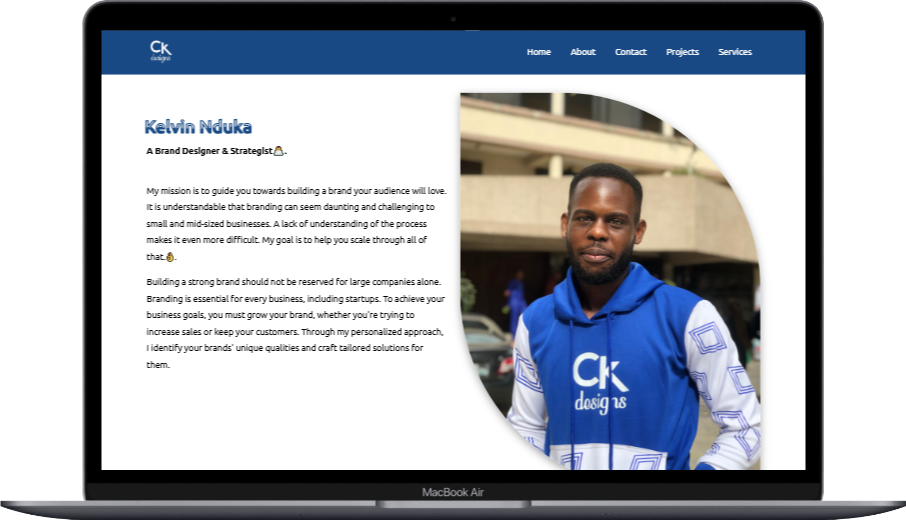 CK
designs
Home About Contact Projects Services
Kelvin Nduka
A Brand Designer & Strategist.
My mission is to guide you towards building a brand your audience will love.
It is understandable that branding can seem daunting and challenging to
small and mid-sized businesses. A lack of understanding of the process
makes it even more difficult. My goal is to help you scale through all of
that.👌.
Building a strong brand should not be reserved for large companies alone.
Branding is essential for every business, including startups. To achieve your
business goals, you must grow your brand, whether you're trying to
increase sales or keep your customers. Through my personalized approach,
I identify your brands' unique qualities and craft tailored solutions for
them.
CK
designs
MacBook Air